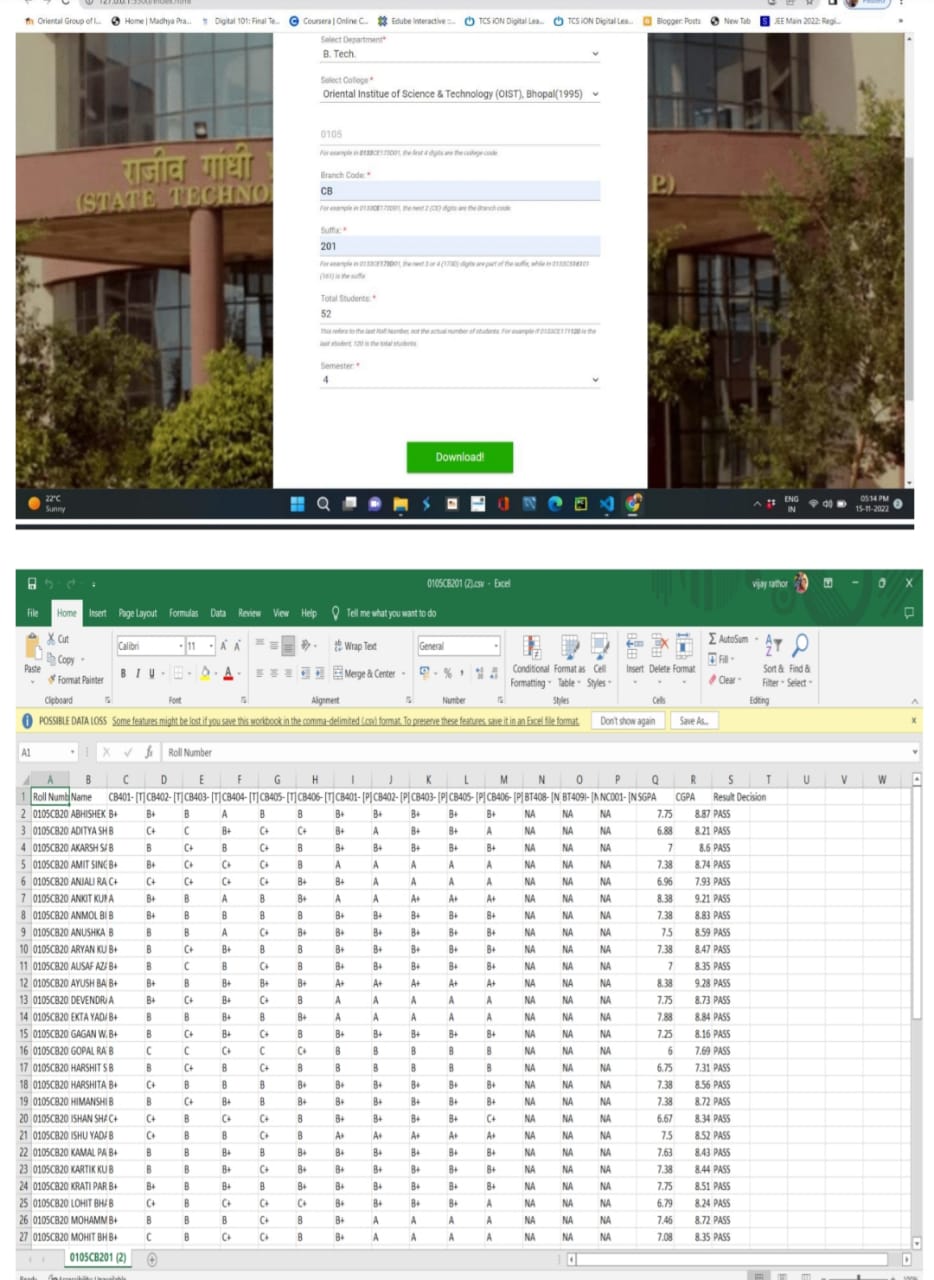 127.0.0.1:5500/index.html
Oriental Group of I... Home | Madhya Pra... Digital 101: Final Te... Coursera | Online C... Edube Interactive ::... TCS iON Digital Lea... TCS iON Digital Lea... Blogger: Posts New Tab JEE Main 2022: Regi...
Select Department*
B. Tech.
Select College *
Oriental Institue of Science & Technology (OIST), Bhopal(1995)
0105
For example in 0133CE173D01, the first 4 digits are the college code.
Branch Code: *
CB
For example in 0133CE173D01, the next 2 (CE) digits are the Branch code.
Suffix: *
201
For example in 0133CE173D01, the next 3 or 4 (173D) digits are part of the suffix, while in
(161) is the suffix
Total Students: *
52
This refers to the last Roll Number, not the actual number of students. For example if 0133CE171120 is the
last student, 120 is the total students.
Semester: *
4
Download!
राजीव गांधी
(STATE TECHNO
22°C
Sunny
ENG
IN
05:14 PM
15-11-2022
0105CB201 (2).csv - Excel
vijay rathor
File Home Insert Page Layout Formulas Data Review View Help Tell me what you want to do
Cut
Copy
Format Painter
Paste
Calibri 11
Wrap Text
Merge & Center
General
Conditional Formatting Format as Table Cell Styles
Insert Delete Format
AutoSum
Fill
Clear
Sort & Filter Find & Select
Clipboard Font Alignment Number Styles Cells Editing
POSSIBLE DATA LOSS Some features might be lost if you save this workbook in the comma-delimited (.csv) format. To preserve these features, save it in an Excel file format. Don't show again Save As...
A1 fx Roll Number
A B C D E F G H I J K L M N O P Q R S T U V W
1 Roll Numb Name CB401- [T] CB402- [T] CB403- [T] CB404- [T] CB405- [T] CB406- [T] CB401- [P] CB402- [P] CB403- [P] CB405- [P] CB406- [P] BT408- [N BT409I- [N NC001- [N SGPA CGPA Result Decision
2 0105CB20 ABHISHEK B+ B+ B A B B B+ B+ B+ B+ B+ NA NA NA 7.75 8.87 PASS
3 0105CB20 ADITYA SH B C+ C B+ C+ C+ B+ A B+ B+ A NA NA NA 6.88 8.21 PASS
4 0105CB20 AKARSH SA B B C+ B C+ B B+ B+ B+ B+ B+ NA NA NA 7 8.6 PASS
5 0105CB20 AMIT SING B+ B+ C+ C+ C+ B A A A A A NA NA NA 7.38 8.74 PASS
6 0105CB20 ANJALI RA C+ C+ C+ C+ C+ B+ B+ A A A A NA NA NA 6.96 7.93 PASS
7 0105CB20 ANKIT KUM A B+ B A B B+ A A A+ A+ A+ NA NA NA 8.38 9.21 PASS
8 0105CB20 ANMOL BI B B+ B B B B B+ B+ B+ B+ B+ NA NA NA 7.38 8.83 PASS
9 0105CB20 ANUSHKA B B B A C+ B+ B+ B+ B+ B+ B+ NA NA NA 7.5 8.59 PASS
10 0105CB20 ARYAN KU B+ B C+ B+ B B B+ B+ B+ B+ B+ NA NA NA 7.38 8.47 PASS
11 0105CB20 AUSAF AZA B+ B C B C+ B B+ B+ B+ B+ B+ NA NA NA 7 8.35 PASS
12 0105CB20 AYUSH BA B+ B+ B B+ B+ B+ A+ A+ A+ A+ A+ NA NA NA 8.38 9.28 PASS
13 0105CB20 DEVENDRA A B+ C+ B+ C+ B A A A A A NA NA NA 7.75 8.73 PASS
14 0105CB20 EKTA YADA B+ B B B+ B B+ A A A A A NA NA NA 7.88 8.84 PASS
15 0105CB20 GAGAN W. B+ B C+ B+ C+ B B+ B+ B+ B+ B+ NA NA NA 7.25 8.16 PASS
16 0105CB20 GOPAL RA B C C C+ C C+ B B B B B NA NA NA 6 7.69 PASS
17 0105CB20 HARSHIT S B B C+ B C+ B B B B B B NA NA NA 6.75 7.31 PASS
18 0105CB20 HARSHITA B+ C+ B B B B+ B+ B+ B+ B+ B+ NA NA NA 7.38 8.56 PASS
19 0105CB20 HIMANSHI B B C+ B+ B B+ B+ B+ B+ B+ B+ NA NA NA 7.38 8.72 PASS
20 0105CB20 ISHAN SHA C+ C+ B C+ C+ B B+ B+ B+ B+ C+ NA NA NA 6.67 8.34 PASS
21 0105CB20 ISHU YADA B C+ B B C+ B A+ A+ A+ A+ A+ NA NA NA 7.5 8.52 PASS
22 0105CB20 KAMAL PA B+ B B B+ B B+ B+ B+ B+ B+ B+ NA NA NA 7.63 8.43 PASS
23 0105CB20 KARTIK KU B B B B+ C+ B+ B+ B+ B+ B+ B+ NA NA NA 7.38 8.44 PASS
24 0105CB20 KRATI PAR B+ B+ B B+ B B+ B+ B+ B+ B+ B+ NA NA NA 7.75 8.51 PASS
25 0105CB20 LOHIT BHA B C+ B C+ C+ C+ B+ B+ B+ B+ A NA NA NA 6.79 8.24 PASS
26 0105CB20 MOHAMM B+ B B B C+ B B+ A A A A NA NA NA 7.46 8.72 PASS
27 0105CB20 MOHIT BH B+ C B C+ C+ B B+ A A A A NA NA NA 7.08 8.35 PASS
0105CB201 (2)